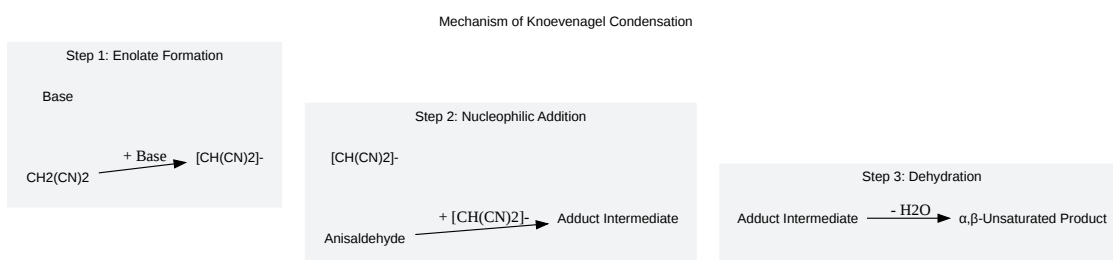 Mechanism of Knoevenagel Condensation
Step 1: Enolate Formation
Base
+ Base
[CH(CN)2]-
CH2(CN)2
Step 2: Nucleophilic Addition
[CH(CN)2]-
+ [CH(CN)2]-
Adduct Intermediate
Anisaldehyde
Step 3: Dehydration
Adduct Intermediate
- H2O
α,β-Unsaturated Product